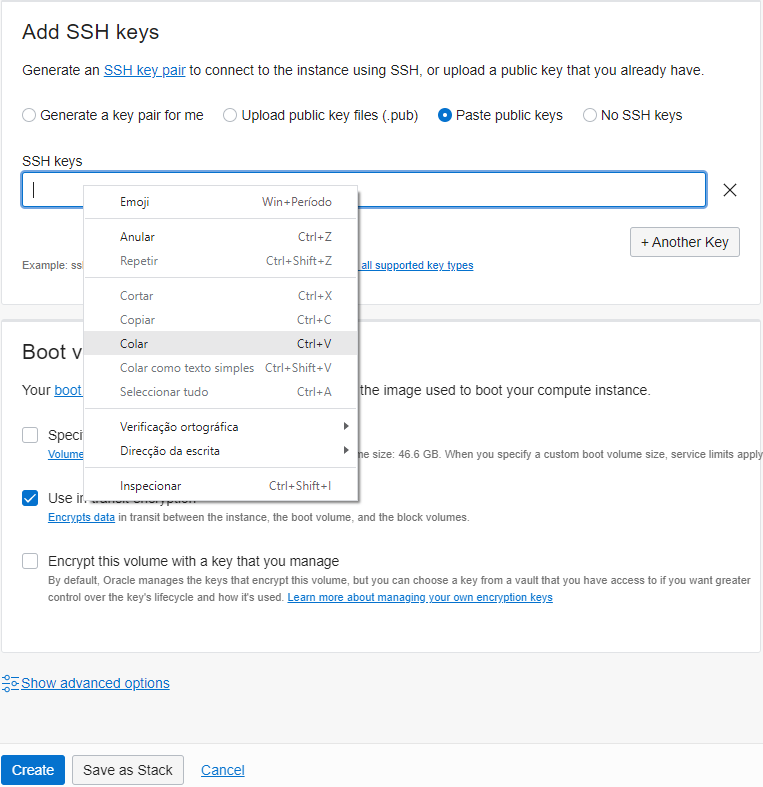 Add SSH keys
Generate an SSH key pair to connect to the instance using SSH, or upload a public key that you already have.
Generate a key pair for me Upload public key files (.pub) Paste public keys No SSH keys
SSH keys
Emoji Win+Período
Anular Ctrl+Z
+ Another Key
Repetir Ctrl+Shift+Z
Example: ssh all supported key types
Cortar Ctrl+X
Copiar Ctrl+C
Colar Ctrl+V
Boot v
Colar como texto simples Ctrl+Shift+V
Seleccionar tudo Ctrl+A
Your boot the image used to boot your compute instance.
Verificação ortográfica
Speci
Direcção da escrita
Volume me size: 46.6 GB. When you specify a custom boot volume size, service limits apply
Inspecionar Ctrl+Shift+I
Use in-transit encryption
Encrypts data in transit between the instance, the boot volume, and the block volumes.
Encrypt this volume with a key that you manage
By default, Oracle manages the keys that encrypt this volume, but you can choose a key from a vault that you have access to if you want greater
control over the key's lifecycle and how it's used. Learn more about managing your own encryption keys
Show advanced options
Create Save as Stack Cancel